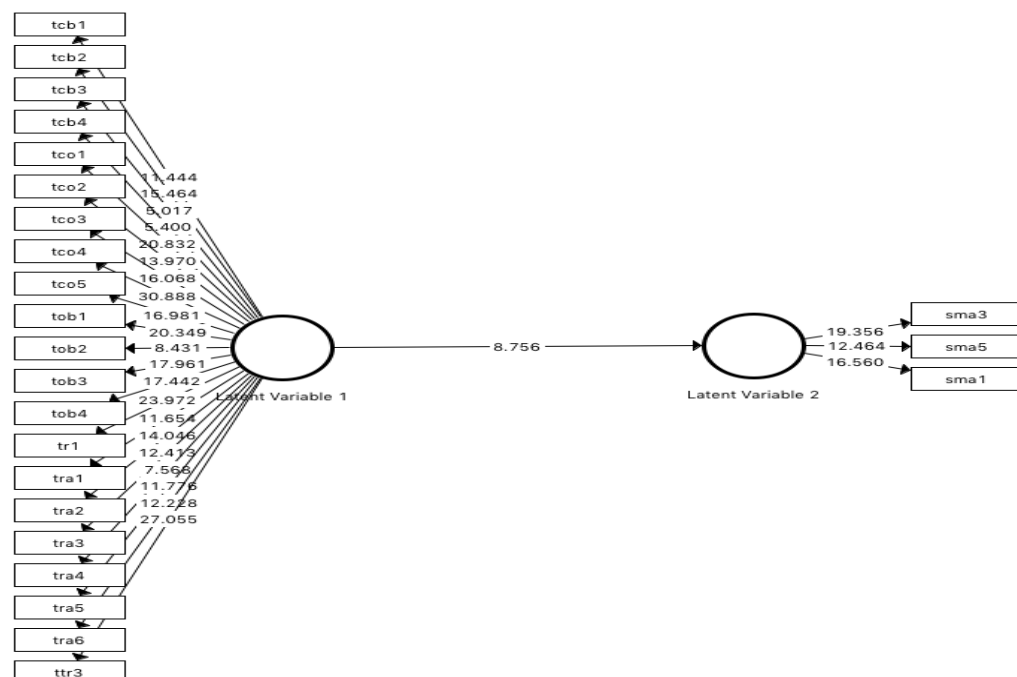 tcb1
tcb2
tcb3
tcb4
tco1
tco2
tco3
tco4
tco5
tob1
tob2
tob3
tob4
tr1
tra1
tra2
tra3
tra4
tra5
tra6
ttr3
11.444
15.464
5.017
5.400
20.832
13.970
16.068
30.888
16.981
20.349
8.431
17.961
17.442
23.972
11.654
14.046
12.413
7.568
11.776
12.228
27.055
Latent Variable 1
8.756
Latent Variable 2
19.356
12.464
16.560
sma3
sma5
sma1